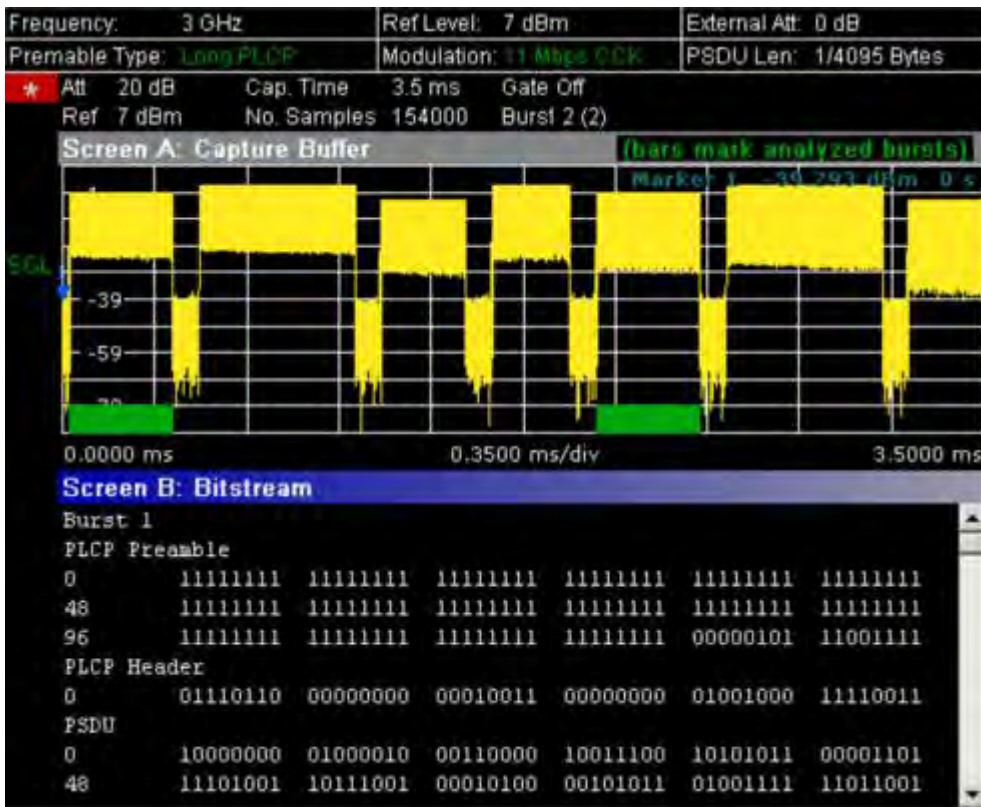 Frequency: 3 GHz Ref Level: 7 dBm External Att: 0 dB
Premable Type: Long PLCP Modulation: 11 Mbps CCK PSDU Len: 1/4095 Bytes
* Att 20 dB Cap. Time 3.5 ms Gate Off
Ref 7 dBm No. Samples 154000 Burst 2 (2)
Screen A: Capture Buffer (bars mark analyzed bursts)
Marker 1 -39.793 dBm 0 s
SGL
-39
-59
0.0000 ms 0.3500 ms/div 3.5000 ms
Screen B: Bitstream
Burst 1
PLCP Preamble
0 11111111 11111111 11111111 11111111 11111111 11111111
48 11111111 11111111 11111111 11111111 11111111 11111111
96 11111111 11111111 11111111 11111111 00000101 11001111
PLCP Header
0 01110110 00000000 00010011 00000000 01001000 11110011
PSDU
0 10000000 01000010 00110000 10011100 10101011 00001101
48 11101001 10111001 00010100 00101011 01001111 11011001